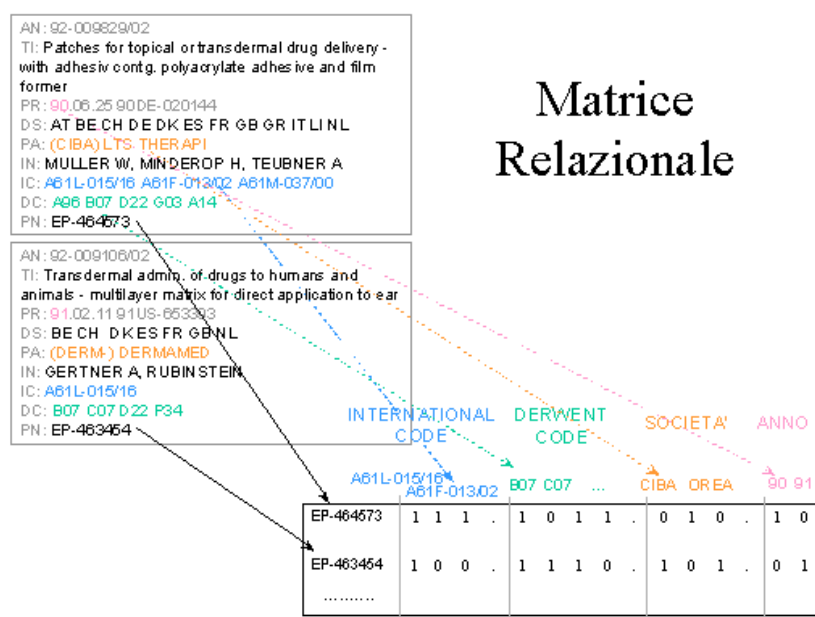 AN: 92-009829/02
TI: Patches for topical or transdermal drug delivery -
with adhesiv contg. polyacrylate adhesive and film
former
PR: 90.06.25 90DE-020144
DS: AT BE CH DE DK ES FR GB GR IT LI NL
PA: (CIBA) LTS THERAPI
IN: MULLER W, MINDEROP H, TEUBNER A
IC: A61L-015/16 A61F-013/02 A61M-037/00
DC: A96 B07 D22 G03 A14
PN: EP-464573
Matrice
Relazionale
AN: 92-009106/02
TI: Transdermal admin. of drugs to humans and
animals - multilayer matrix for direct application to ear
PR: 91.02.11 91US-653393
DS: BE CH DK ES FR GB NL
PA: (DERM-) DERMAMED
IN: GERTNER A, RUBINSTEIN
IC: A61L-015/16
DC: B07 C07 D22 P34
PN: EP-463454
INTERNATIONAL CODE
DERWENT CODE
SOCIETA'
ANNO
A61L-015/16
A61F-013/02
B07 C07 ...
CIBA OREA
90 91
EP-464573 1 1 1 . 1 0 1 1 . 0 1 0 . 1 0
EP-463454 1 0 0 . 1 1 1 0 . 1 0 1 . 0 1
..........